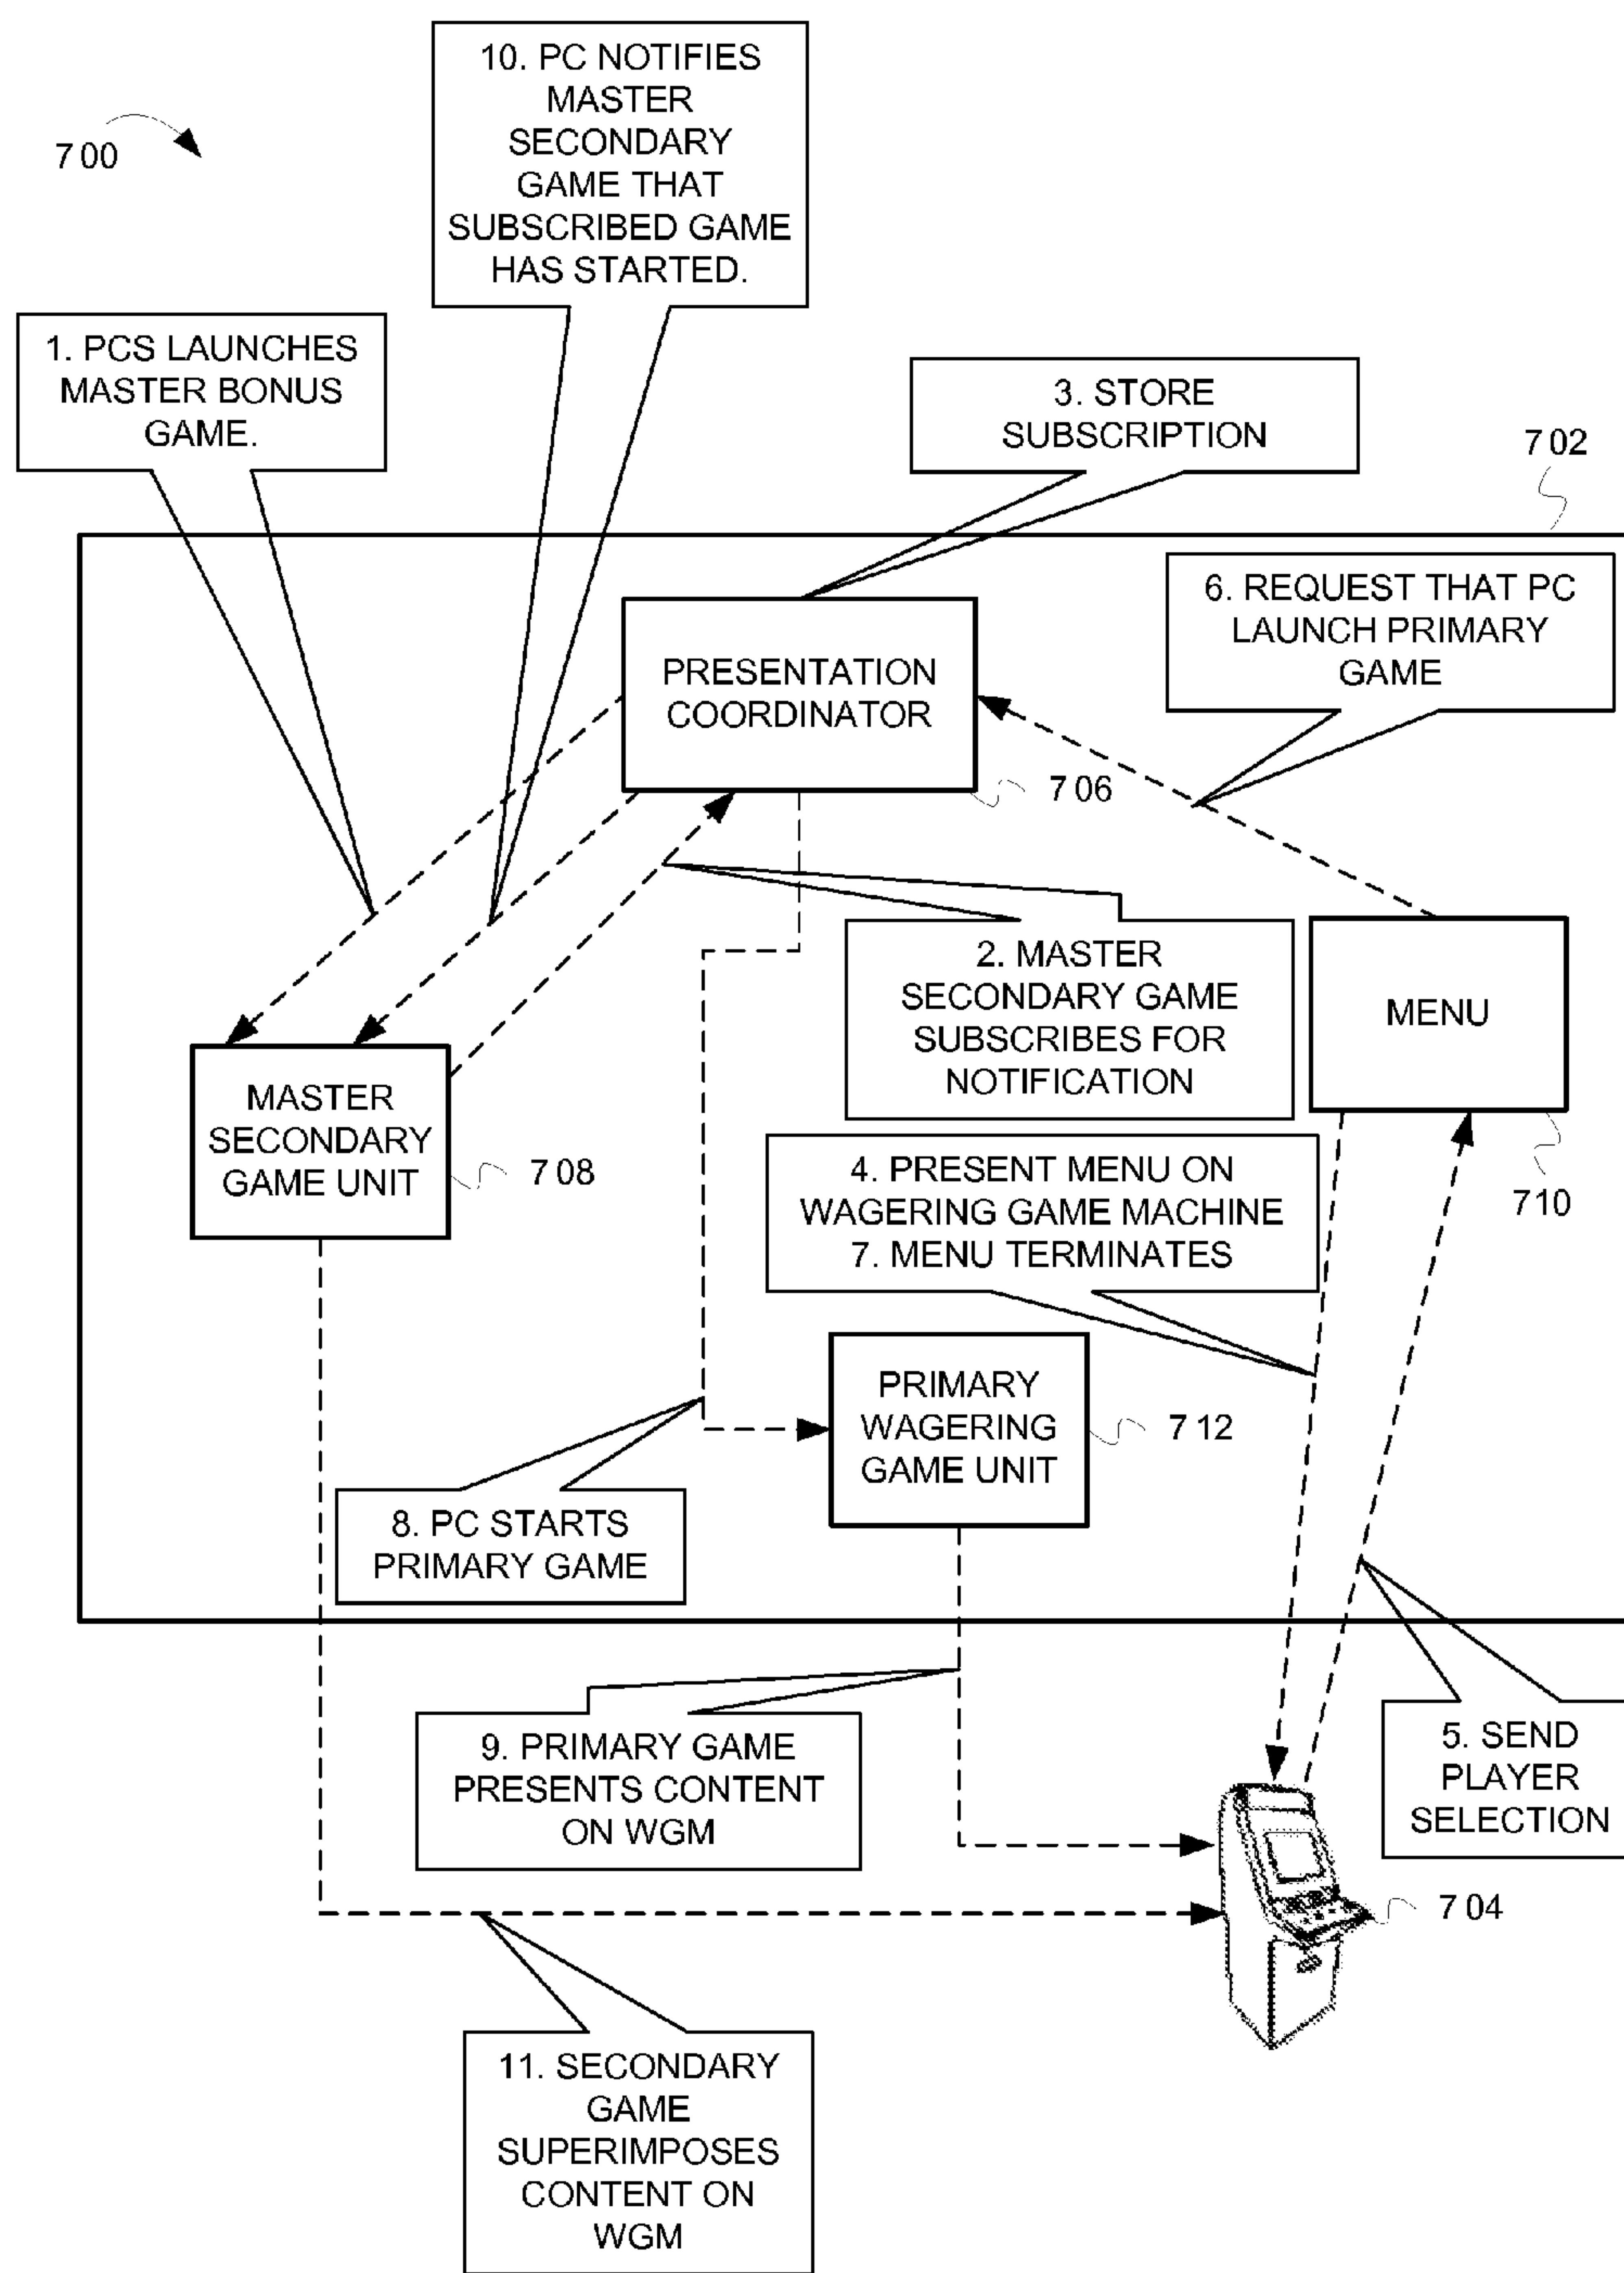 10. PC NOTIFIES
MASTER
SECONDARY
GAME THAT
SUBSCRIBED GAME
HAS STARTED.
700
1. PCS LAUNCHES
MASTER BONUS
GAME.
3. STORE
SUBSCRIPTION
702
6. REQUEST THAT PC
LAUNCH PRIMARY
GAME
PRESENTATION
COORDINATOR
706
2. MASTER
SECONDARY GAME
SUBSCRIBES FOR
NOTIFICATION
MENU
710
MASTER
SECONDARY
GAME UNIT
708
4. PRESENT MENU ON
WAGERING GAME MACHINE
7. MENU TERMINATES
PRIMARY
WAGERING
GAME UNIT
712
8. PC STARTS
PRIMARY GAME
9. PRIMARY GAME
PRESENTS CONTENT
ON WGM
5. SEND
PLAYER
SELECTION
704
11. SECONDARY
GAME
SUPERIMPOSES
CONTENT ON
WGM